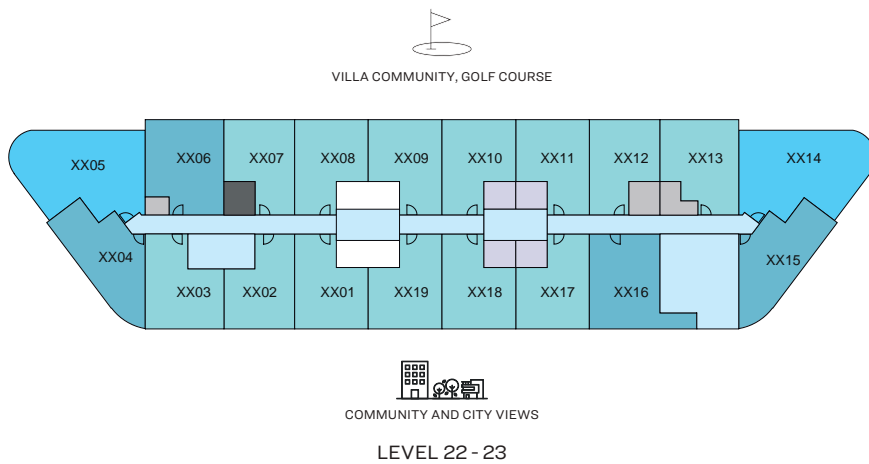 VILLA COMMUNITY, GOLF COURSE
XX05
XX06
XX07
XX08
XX09
XX10
XX11
XX12
XX13
XX14
XX04
XX03
XX02
XX01
XX19
XX18
XX17
XX16
XX15
COMMUNITY AND CITY VIEWS
LEVEL 22 - 23